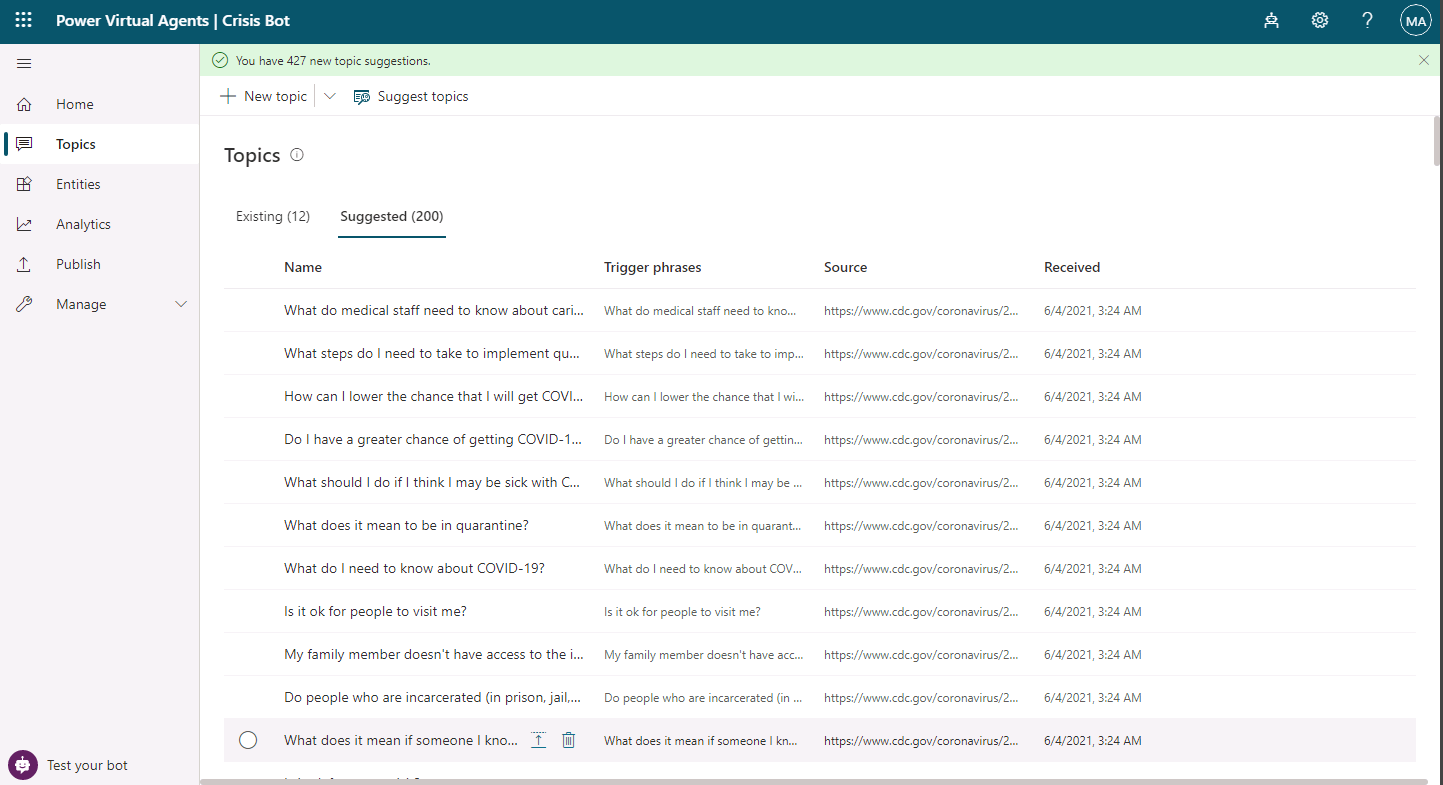 Power Virtual Agents | Crisis Bot
MA
You have 427 new topic suggestions.
New topic
Suggest topics
Home
Topics
Entities
Analytics
Publish
Manage
Test your bot
Topics
Existing (12) Suggested (200)
Name Trigger phrases Source Received
What do medical staff need to know about cari... What do medical staff need to kno... https://www.cdc.gov/coronavirus/2... 6/4/2021, 3:24 AM
What steps do I need to take to implement qu... What steps do I need to take to imp... https://www.cdc.gov/coronavirus/2... 6/4/2021, 3:24 AM
How can I lower the chance that I will get COVI... How can I lower the chance that I wi... https://www.cdc.gov/coronavirus/2... 6/4/2021, 3:24 AM
Do I have a greater chance of getting COVID-1... Do I have a greater chance of gettin... https://www.cdc.gov/coronavirus/2... 6/4/2021, 3:24 AM
What should I do if I think I may be sick with C... What should I do if I think I may be ... https://www.cdc.gov/coronavirus/2... 6/4/2021, 3:24 AM
What does it mean to be in quarantine? What does it mean to be in quarant... https://www.cdc.gov/coronavirus/2... 6/4/2021, 3:24 AM
What do I need to know about COVID-19? What do I need to know about COV... https://www.cdc.gov/coronavirus/2... 6/4/2021, 3:24 AM
Is it ok for people to visit me? Is it ok for people to visit me? https://www.cdc.gov/coronavirus/2... 6/4/2021, 3:24 AM
My family member doesn't have access to the i... My family member doesn't have acc... https://www.cdc.gov/coronavirus/2... 6/4/2021, 3:24 AM
Do people who are incarcerated (in prison, jail,... Do people who are incarcerated (in ... https://www.cdc.gov/coronavirus/2... 6/4/2021, 3:24 AM
What does it mean if someone I kno... What does it mean if someone I kn... https://www.cdc.gov/coronavirus/2... 6/4/2021, 3:24 AM